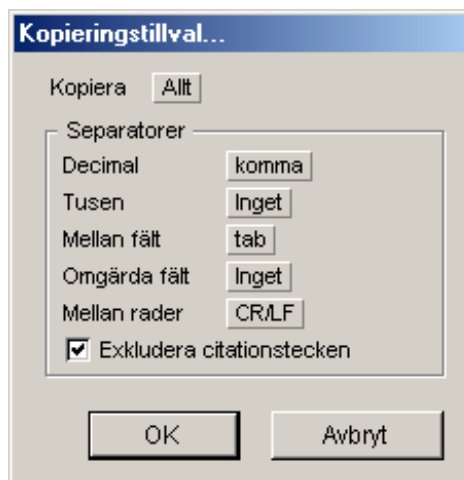 Kopieringstillval...
Kopiera Allt
Separatorer
Decimal komma
Tusen Inget
Mellan fält tab
Omgärda fält Inget
Mellan rader CR/LF
Exkludera citationstecken
OK Avbryt